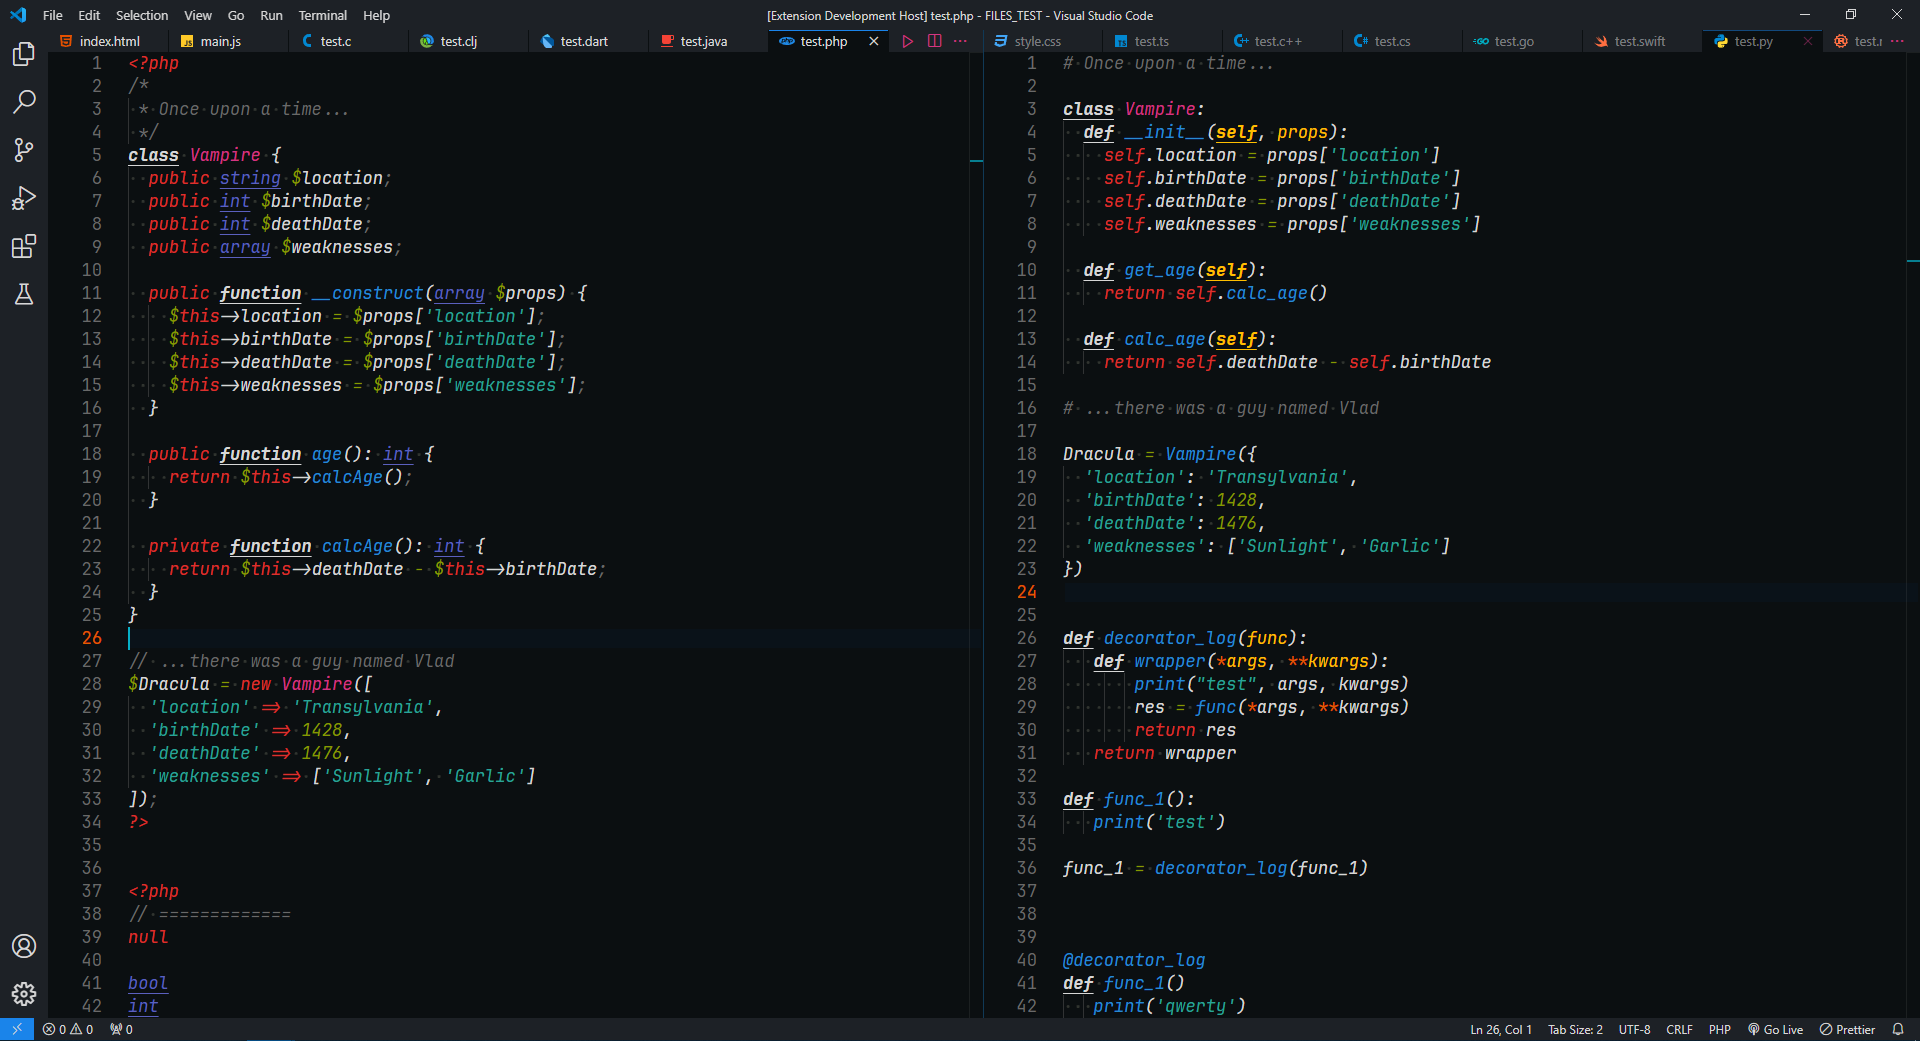 File Edit Selection View Go Run Terminal Help
[Extension Development Host] test.php - FILES_TEST - Visual Studio Code
index.html main.js test.c test.clj test.dart test.java test.php
1 <?php
2 /*
3  * Once upon a time...
4  */
5 class Vampire {
6   public string $location;
7   public int $birthDate;
8   public int $deathDate;
9   public array $weaknesses;
10
11   public function __construct(array $props) {
12     $this->location = $props['location'];
13     $this->birthDate = $props['birthDate'];
14     $this->deathDate = $props['deathDate'];
15     $this->weaknesses = $props['weaknesses'];
16   }
17
18   public function age(): int {
19     return $this->calcAge();
20   }
21
22   private function calcAge(): int {
23     return $this->deathDate - $this->birthDate;
24   }
25 }
26
27 // ...there was a guy named Vlad
28 $Dracula = new Vampire([
29   'location' => 'Transylvania',
30   'birthDate' => 1428,
31   'deathDate' => 1476,
32   'weaknesses' => ['Sunlight', 'Garlic']
33 ]);
34 ?>
35
36
37 <?php
38 // =============
39 null
40
41 bool
42 int
style.css test.ts test.c++ test.cs test.go test.swift test.py test.r
1 # Once upon a time...
2
3 class Vampire:
4   def __init__(self, props):
5     self.location = props['location']
6     self.birthDate = props['birthDate']
7     self.deathDate = props['deathDate']
8     self.weaknesses = props['weaknesses']
9
10   def get_age(self):
11     return self.calc_age()
12
13   def calc_age(self):
14     return self.deathDate - self.birthDate
15
16 # ...there was a guy named Vlad
17
18 Dracula = Vampire({
19   'location': 'Transylvania',
20   'birthDate': 1428,
21   'deathDate': 1476,
22   'weaknesses': ['Sunlight', 'Garlic']
23 })
24
25
26 def decorator_log(func):
27    def wrapper(*args, **kwargs):
28        print("test", args, kwargs)
29        res = func(*args, **kwargs)
30        return res
31    return wrapper
32
33 def func_1():
34    print('test')
35
36 func_1 = decorator_log(func_1)
37
38
39
40 @decorator_log
41 def func_1()
42    print('qwerty')
0 0 0
Ln 26, Col 1 Tab Size: 2 UTF-8 CRLF PHP Go Live Prettier